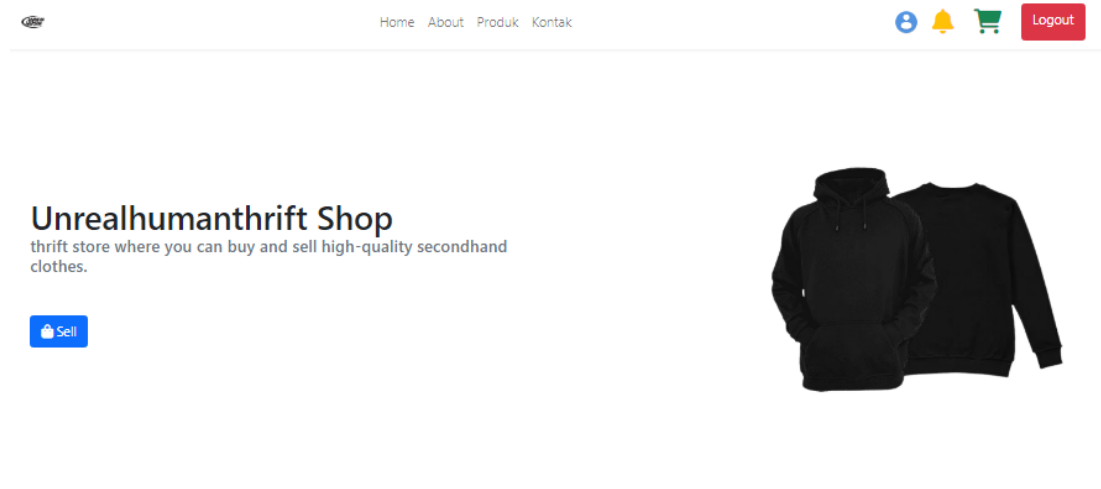 Home About Produk Kontak
Logout
Unrealhumanthrift Shop
thrift store where you can buy and sell high-quality secondhand
clothes.
Sell